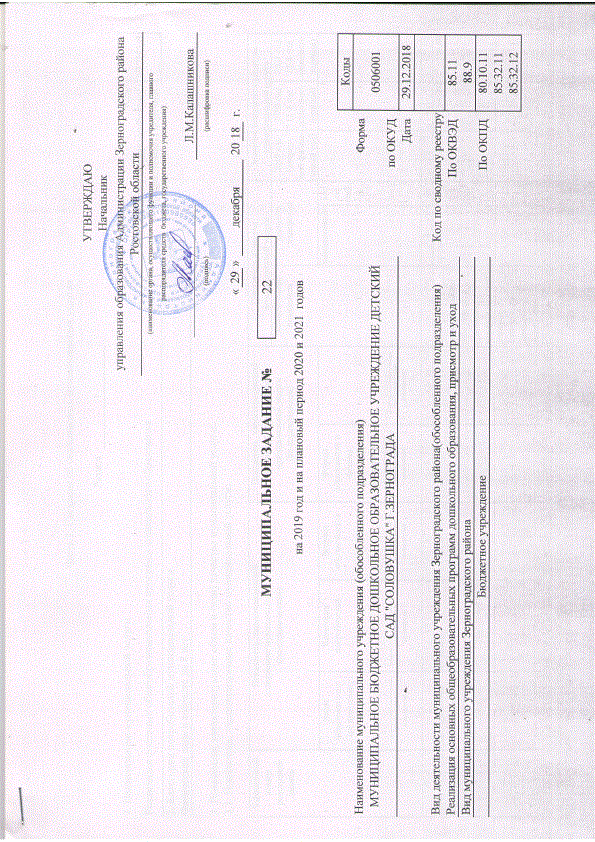 УТВЕРЖДАЮ
Начальник
управления образования Администрации Зерноградского района
Ростовской области
(наименование органа, осуществляющего функции и полномочия учредителя, главного
распорядителя средств бюджета, государственного учреждения)
Л.М.Калашникова
(подпись)
(расшифровка подписи)
« 29 » декабря 20 18 г.
МУНИЦИПАЛЬНОЕ ЗАДАНИЕ № 22
на 2019 год и на плановый период 2020 и 2021 годов
Коды
Форма по ОКУД 0506001
Дата 29.12.2018
Код по сводному реестру
По ОКВЭД 85.11
88.9
По ОКПД 80.10.11
85.32.11
85.32.12
Наименование муниципального учреждения (обособленного подразделения)
МУНИЦИПАЛЬНОЕ БЮДЖЕТНОЕ ДОШКОЛЬНОЕ ОБРАЗОВАТЕЛЬНОЕ УЧРЕЖДЕНИЕ ДЕТСКИЙ
САД "СОЛОВУШКА" Г.ЗЕРНОГРАДА
Вид деятельности муниципального учреждения Зерноградского района(обособленного подразделения)
Реализация основных общеобразовательных программ дошкольного образования, присмотр и уход
Вид муниципального учреждения Зерноградского района
Бюджетное учреждение